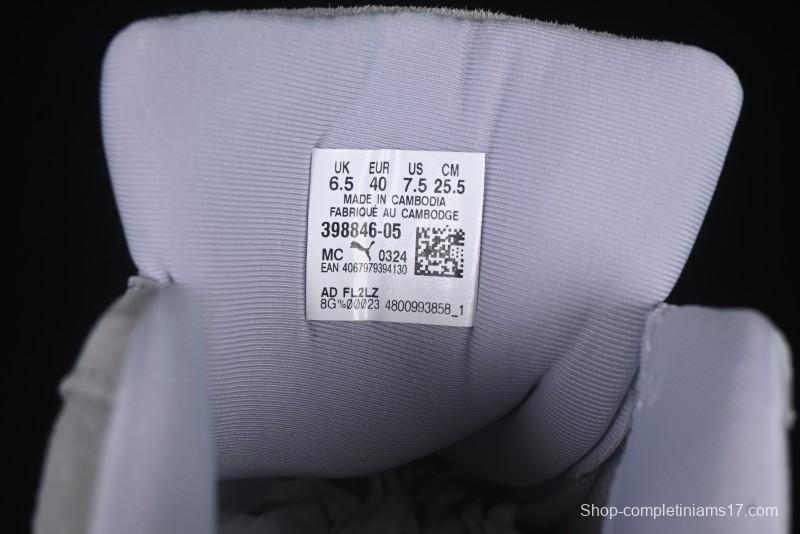 UK EUR US CM
6.5 40 7.5 25.5
MADE IN CAMBODIA
FABRIQUÉ AU CAMBODGE
398846-05
MC 0324
EAN 4067979394130
AD FL2LZ
8G%00023 4800993858_1
Shop-completiniams17.com